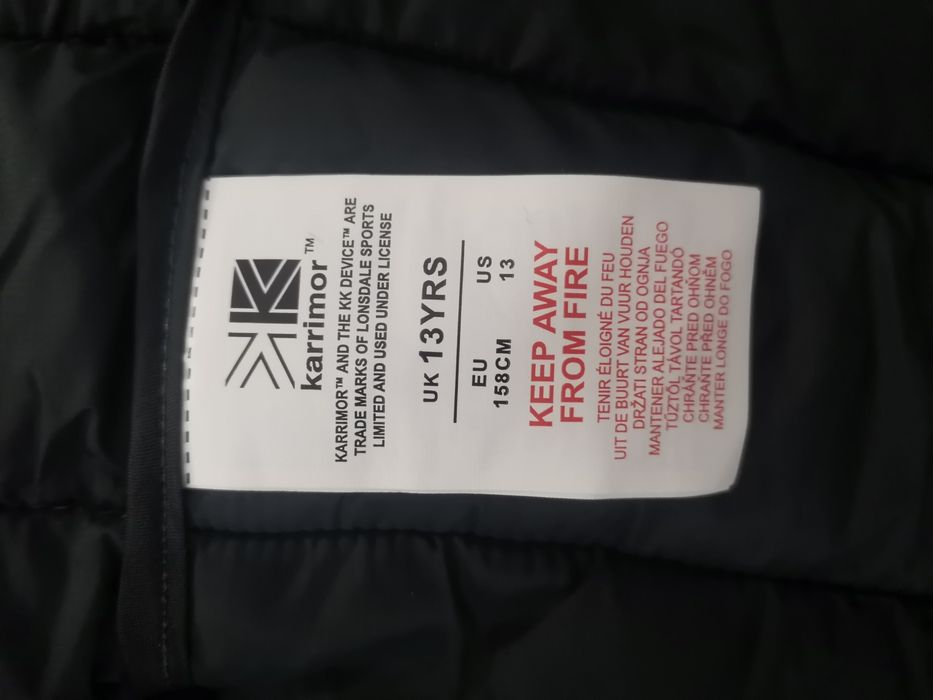 karrimor™
KARRIMOR™ AND THE KK DEVICE™ ARE
TRADE MARKS OF LONSDALE SPORTS
LIMITED AND USED UNDER LICENSE
UK 13YRS
EU US
158CM 13
KEEP AWAY
FROM FIRE
TENIR ÉLOIGNÉ DU FEU
UIT DE BUURT VAN VUUR HOUDEN
DRŽATI STRAN OD OGNJA
MANTENER ALEJADO DEL FUEGO
TŰZTŐL TÁVOL TARTANDÓ
CHRÁNTE PRED OHŇOM
CHRAŇTE PŘED OHNĚM
MANTER LONGE DO FOGO